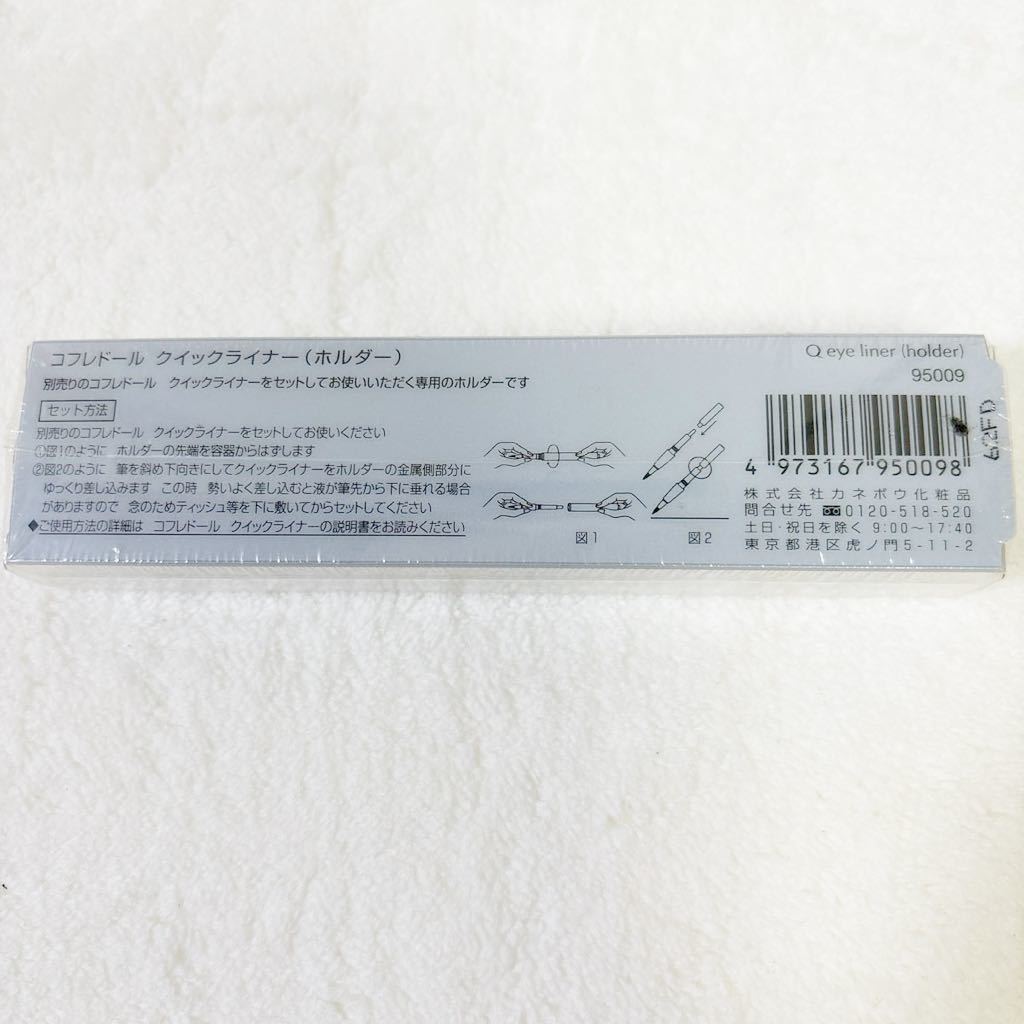 コフレドール クイックライナー(ホルダー)
別売りのコフレドール クイックライナーをセットしてお使いいただく専用のホルダーです
セット方法
別売りのコフレドール クイックライナーをセットしてお使いください
①図1のように ホルダーの先端を容器からはずします
②図2のように 筆を斜め下向きにしてクイックライナーをホルダーの金属側部分に
ゆっくり差し込みます この時 勢いよく差し込むと液が筆先から下に垂れる場合
がありますので 念のためティッシュ等を下に敷いてからセットしてください
◆ご使用方法の詳細は コフレドール クイックライナーの説明書をお読みください
図1
図2
Q eye liner (holder)
95009
4 973167 950098
株式会社カネボウ化粧品
問合せ先 0120-518-520
土日・祝日を除く 9:00〜17:40
東京都港区虎ノ門5-11-2
62FD